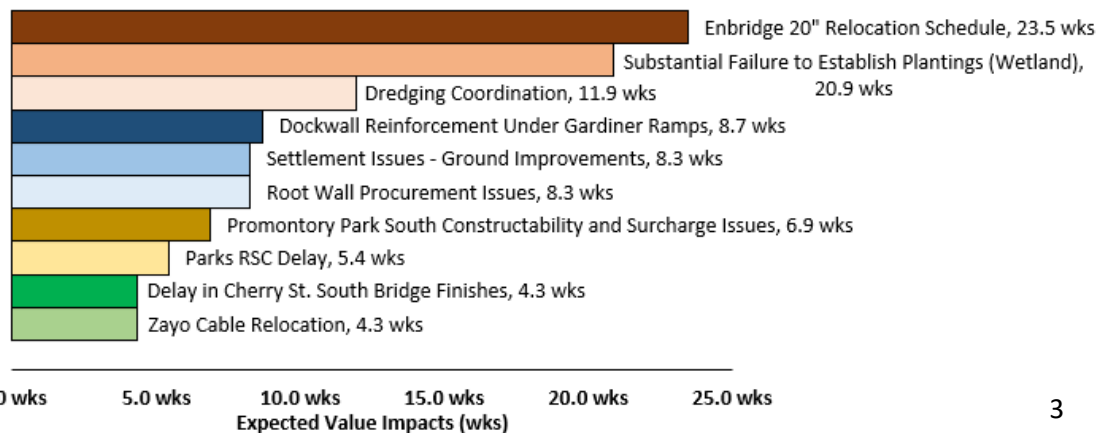 Enbridge 20" Relocation Schedule, 23.5 wks
Substantial Failure to Establish Plantings (Wetland),
20.9 wks
Dredging Coordination, 11.9 wks
Dockwall Reinforcement Under Gardiner Ramps, 8.7 wks
Settlement Issues - Ground Improvements, 8.3 wks
Root Wall Procurement Issues, 8.3 wks
Promontory Park South Constructability and Surcharge Issues, 6.9 wks
Parks RSC Delay, 5.4 wks
Delay in Cherry St. South Bridge Finishes, 4.3 wks
Zayo Cable Relocation, 4.3 wks
0 wks 5.0 wks 10.0 wks 15.0 wks 20.0 wks 25.0 wks
Expected Value Impacts (wks)
3